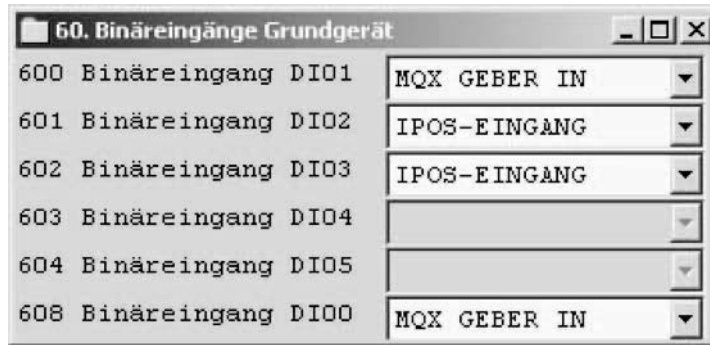 60. Binäreingänge Grundgerät
600 Binäreingang DI01 MQX GEBER IN
601 Binäreingang DI02 IPOS-EINGANG
602 Binäreingang DI03 IPOS-EINGANG
603 Binäreingang DI04
604 Binäreingang DI05
608 Binäreingang DI00 MQX GEBER IN